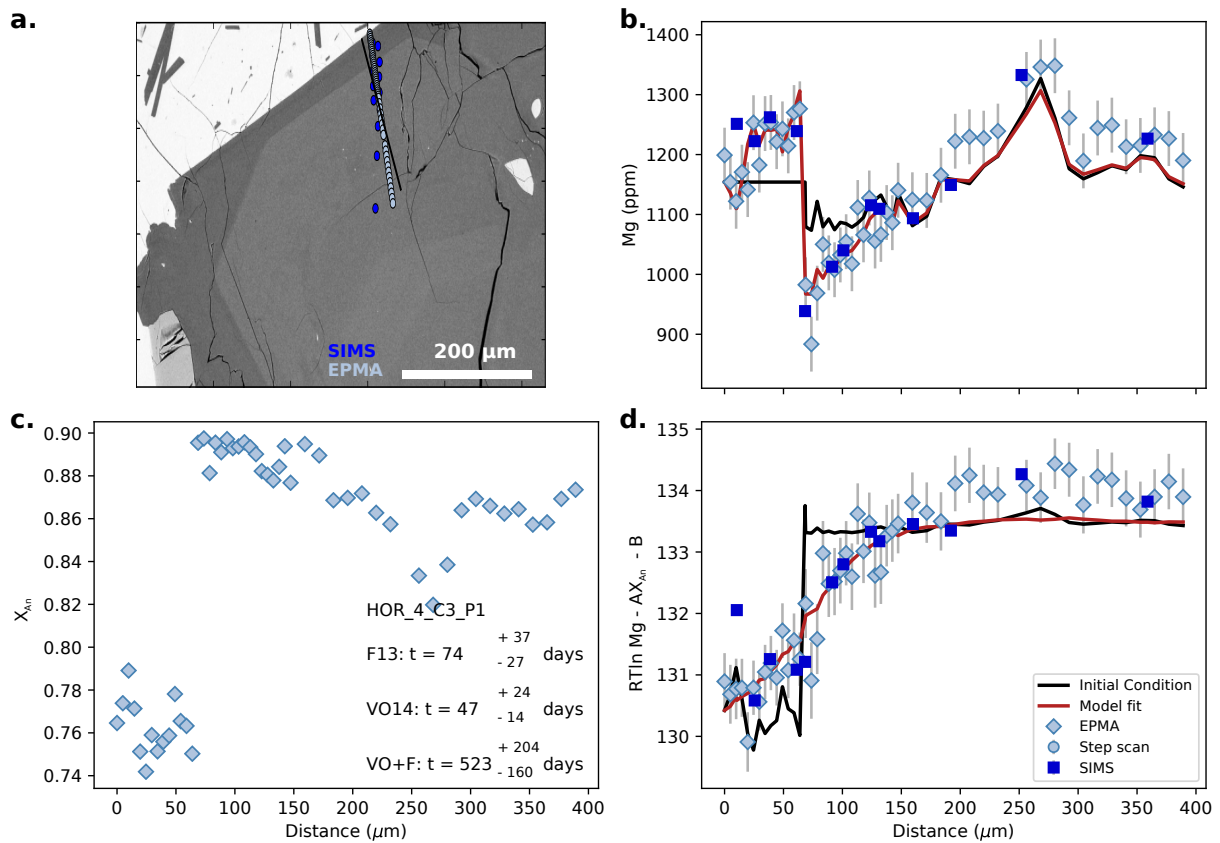 a.
SIMS
EPMA
200 μm
b.
1400
1300
1200
1100
1000
900
Mg (ppm)
c.
0.90
0.88
0.86
0.84
0.82
0.80
0.78
0.76
0.74
X_An
HOR_4_C3_P1
F13: t = 74 + 37 - 27 days
VO14: t = 47 + 24 - 14 days
VO+F: t = 523 + 204 - 160 days
0 50 100 150 200 250 300 350 400
Distance (μm)
d.
135
134
133
132
131
130
RTln Mg - AX_An - B
Initial Condition
Model fit
EPMA
Step scan
SIMS
0 50 100 150 200 250 300 350 400
Distance (μm)